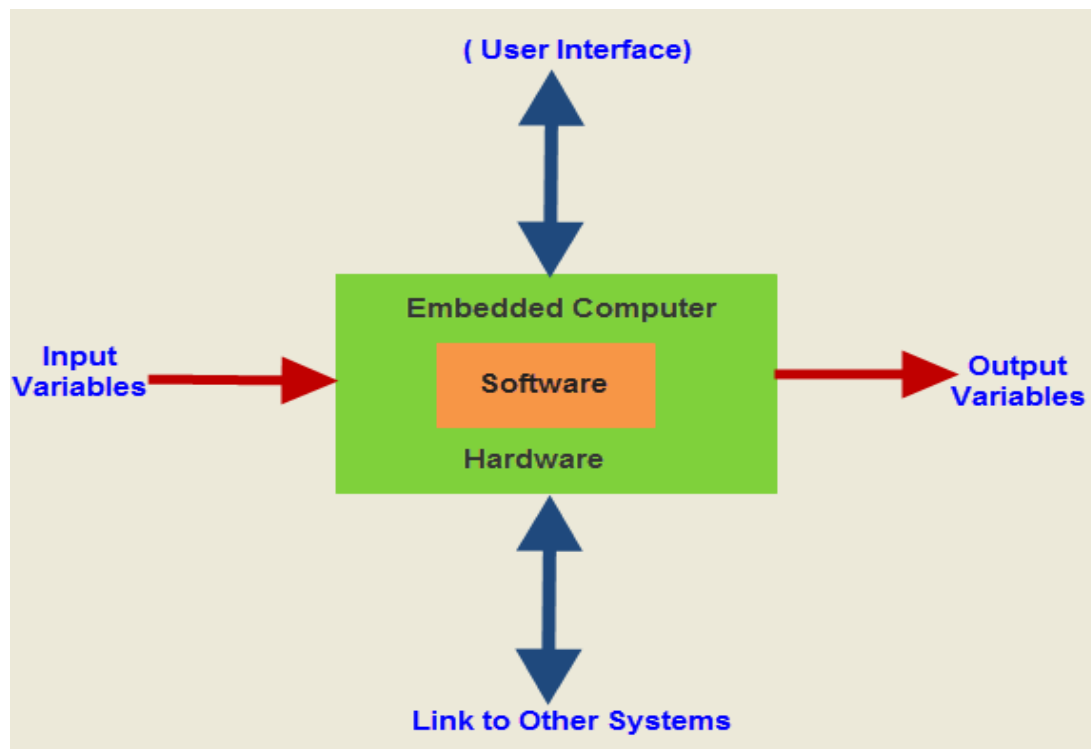 ( User Interface)
Embedded Computer
Input
Variables
Software
Output
Variables
Hardware
Link to Other Systems